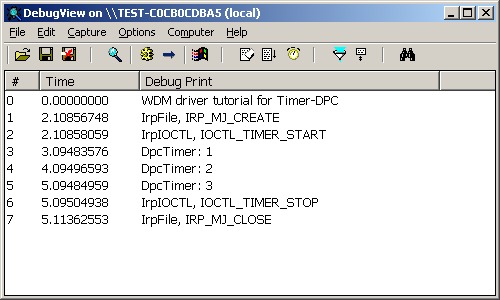 DebugView on \\TEST-C0CB0CDBA5 (local)
File Edit Capture Options Computer Help
# Time Debug Print
0 0.00000000 WDM driver tutorial for Timer-DPC
1 2.10856748 IrpFile, IRP_MJ_CREATE
2 2.10858059 IrpIOCTL, IOCTL_TIMER_START
3 3.09483576 DpcTimer: 1
4 4.09496593 DpcTimer: 2
5 5.09484959 DpcTimer: 3
6 5.09504938 IrpIOCTL, IOCTL_TIMER_STOP
7 5.11362553 IrpFile, IRP_MJ_CLOSE